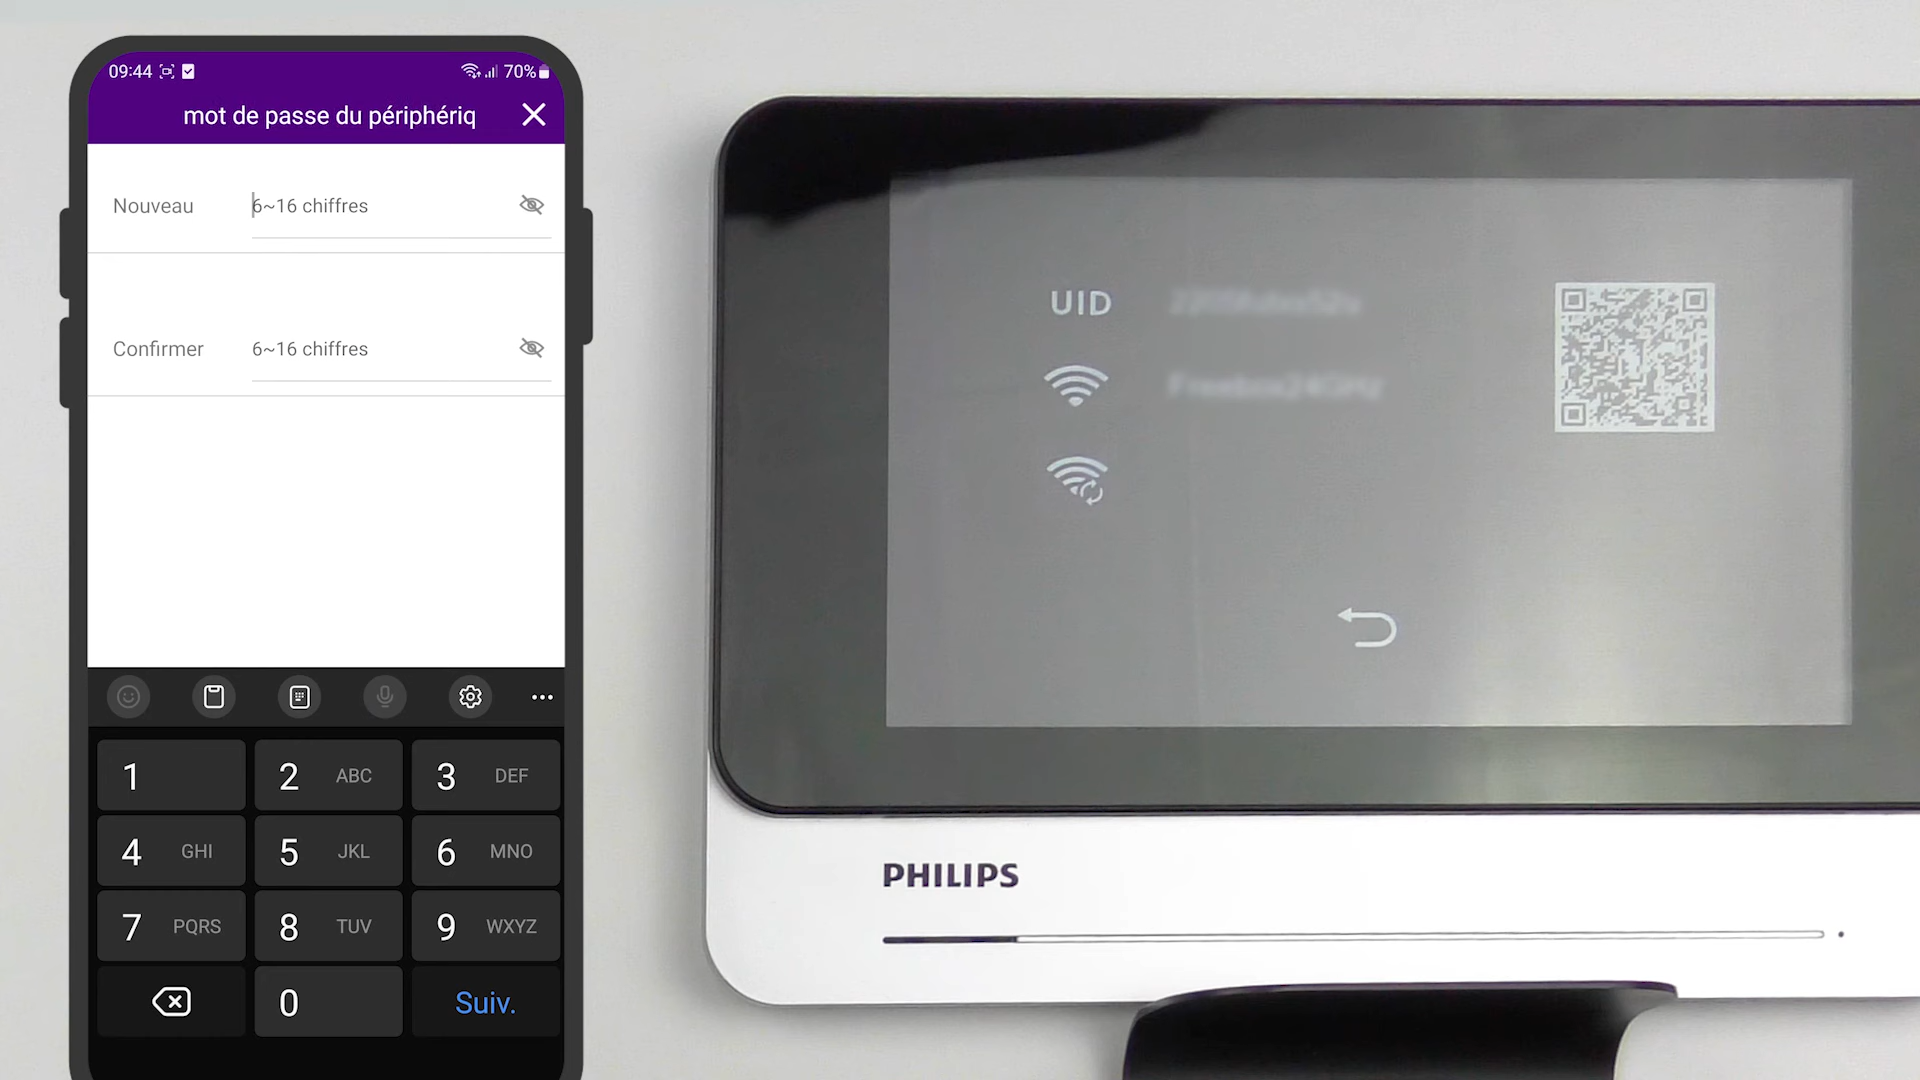 09:44
70%
mot de passe du périphériq
Nouveau
6~16 chiffres
Confirmer
6~16 chiffres
1
2 ABC
3 DEF
4 GHI
5 JKL
6 MNO
7 PQRS
8 TUV
9 WXYZ
0
Suiv.
UID
PHILIPS